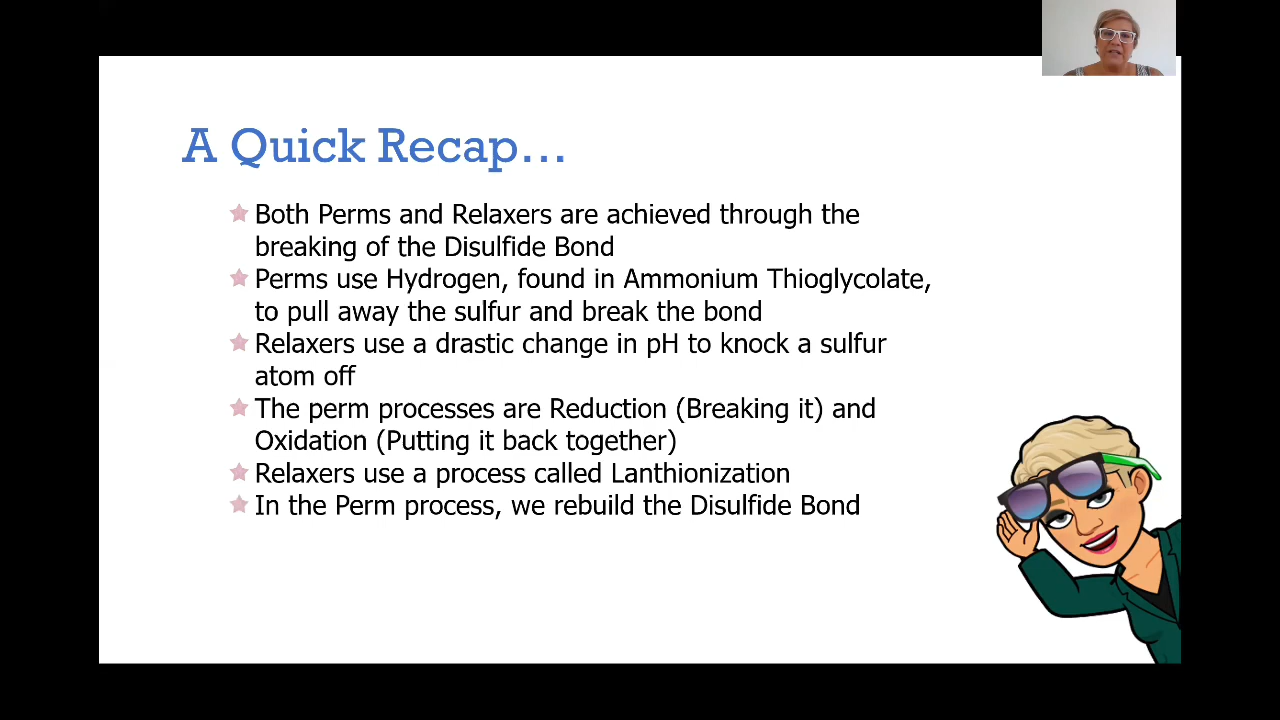 A Quick Recap...
Both Perms and Relaxers are achieved through the
breaking of the Disulfide Bond
Perms use Hydrogen, found in Ammonium Thioglycolate,
to pull away the sulfur and break the bond
Relaxers use a drastic change in pH to knock a sulfur
atom off
The perm processes are Reduction (Breaking it) and
Oxidation (Putting it back together)
Relaxers use a process called Lanthionization
In the Perm process, we rebuild the Disulfide Bond